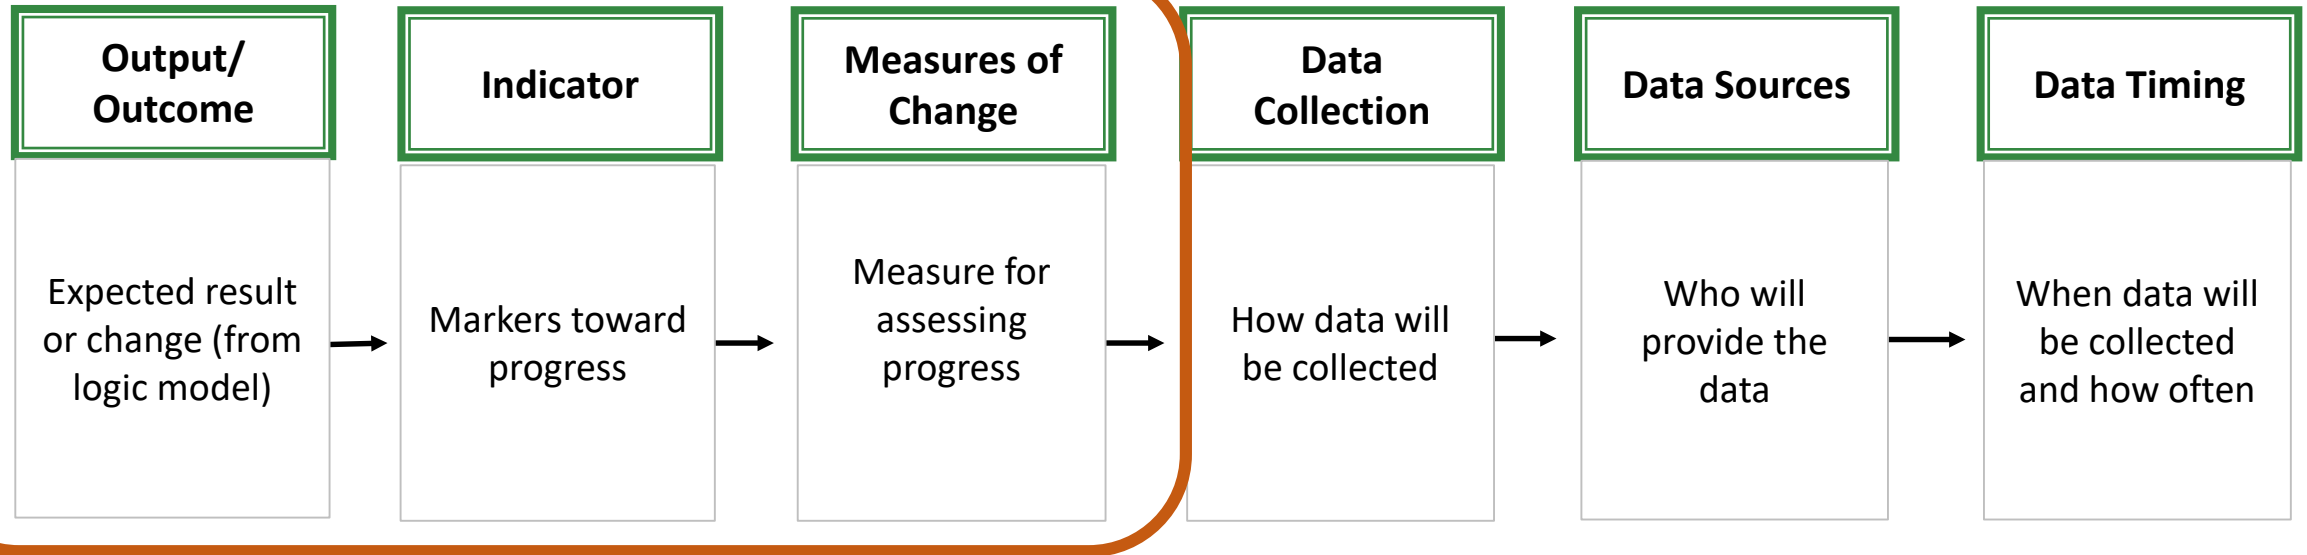 Output/
Outcome
Expected result
or change (from
logic model)
Indicator
Markers toward
progress
Measures of
Change
Measure for
assessing
progress
Data
Collection
How data will
be collected
Data Sources
Who will
provide the
data
Data Timing
When data will
be collected
and how often